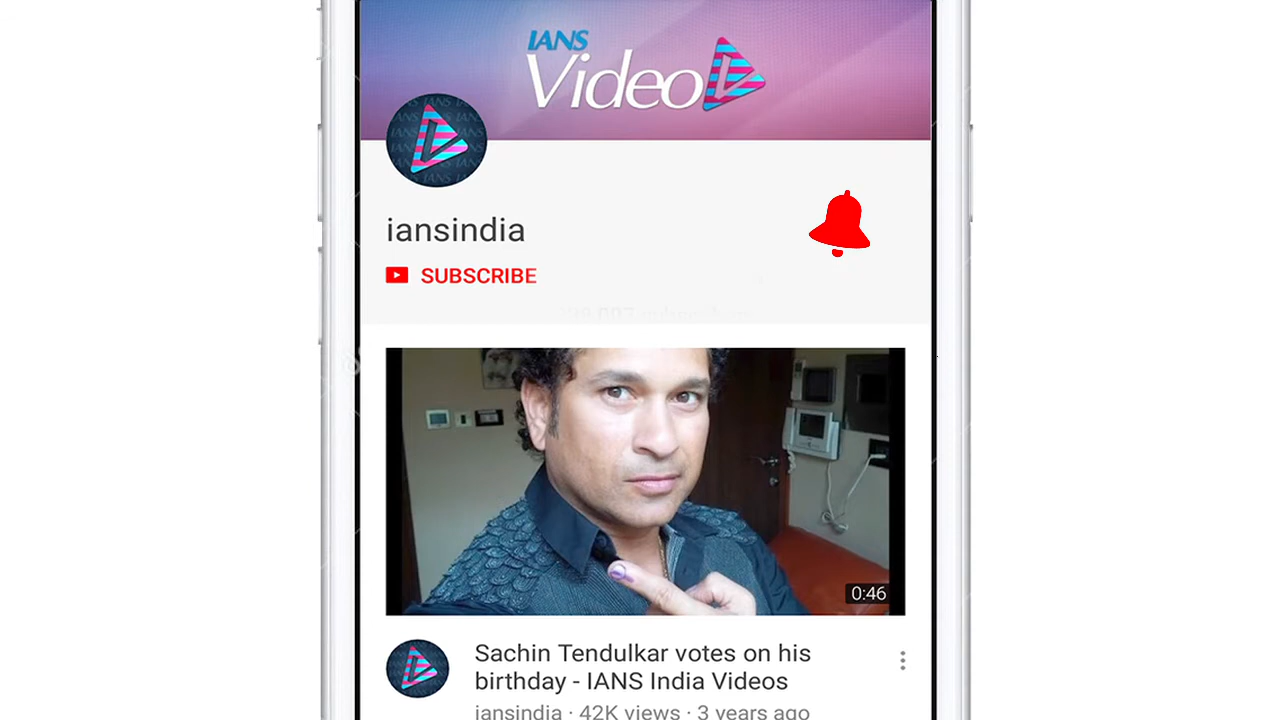 IANS
Video
iansindia
SUBSCRIBE
0:46
Sachin Tendulkar votes on his
birthday - IANS India Videos
iansindia · 42K views · 3 years ago